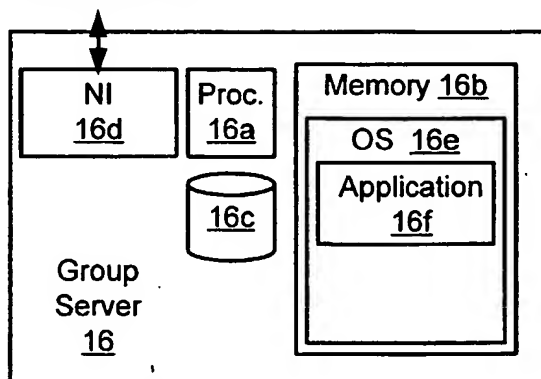 NI
16d
Proc.
16a
Memory 16b
OS 16e
Application
16f
16c
Group
Server
16